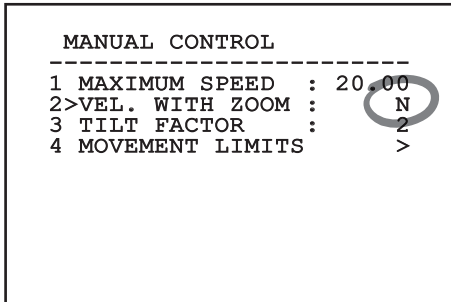 MANUAL CONTROL
-------------------------
1 MAXIMUM SPEED : 20.00
2>VEL. WITH ZOOM : N
3 TILT FACTOR : 2
4 MOVEMENT LIMITS >